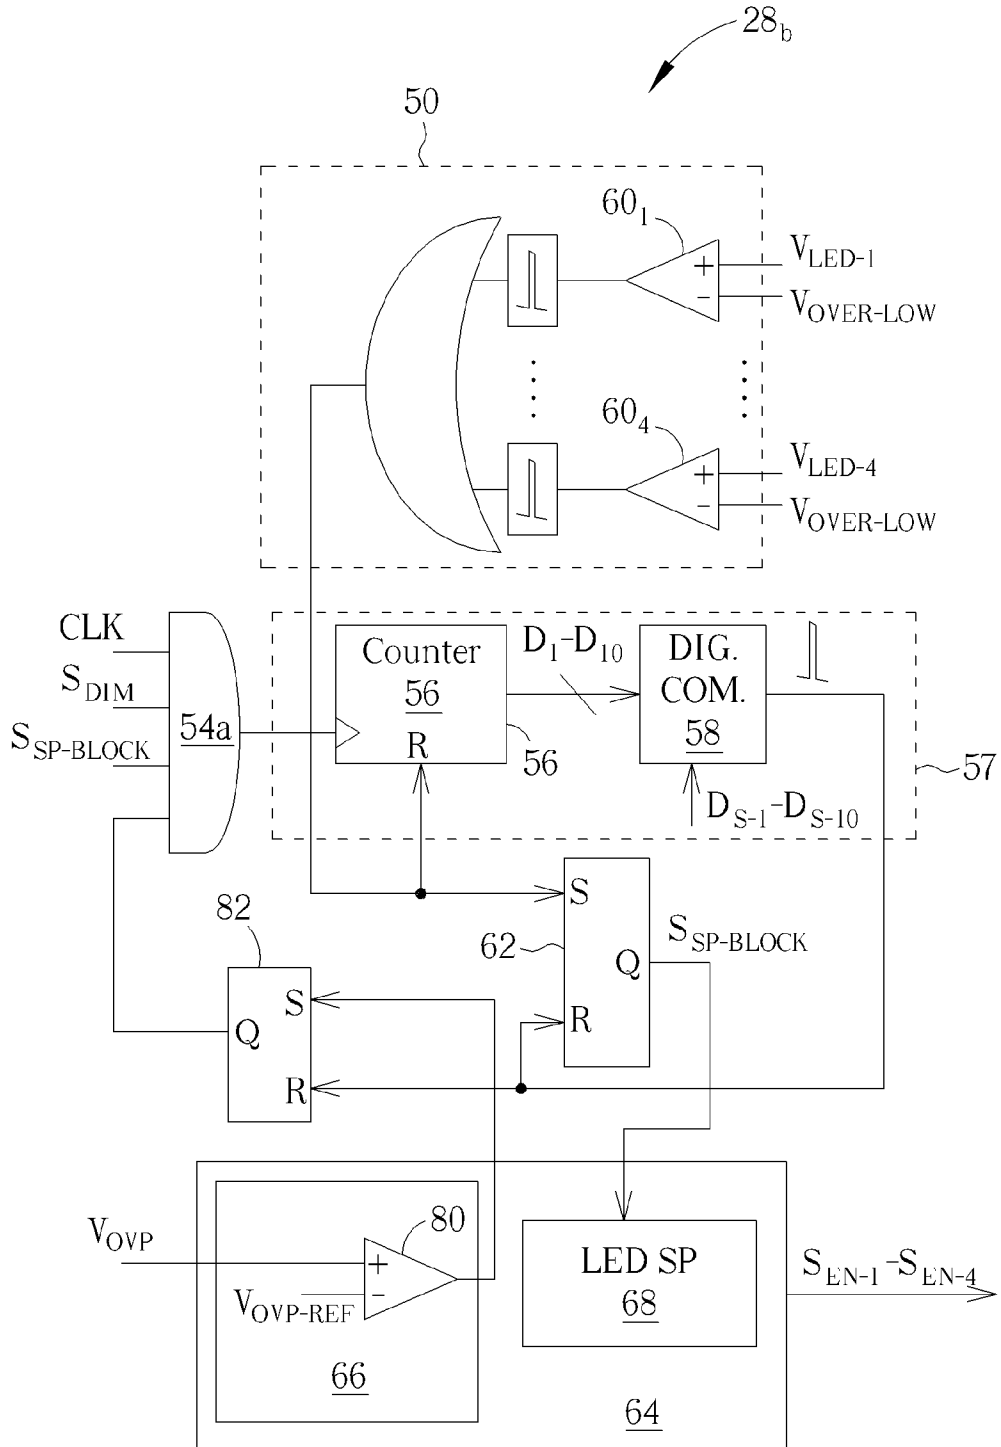 28b
50
601
+
−
VLED-1
VOVER-LOW
604
+
−
VLED-4
VOVER-LOW
CLK
SDIM
SSP-BLOCK
54a
Counter
56
R
56
D1-D10
DIG.
COM.
58
DS-1-DS-10
57
82
S
Q
R
62
S
Q
R
SSP-BLOCK
VOVP
VOVP-REF
80
+
−
66
LED SP
68
64
SEN-1-SEN-4